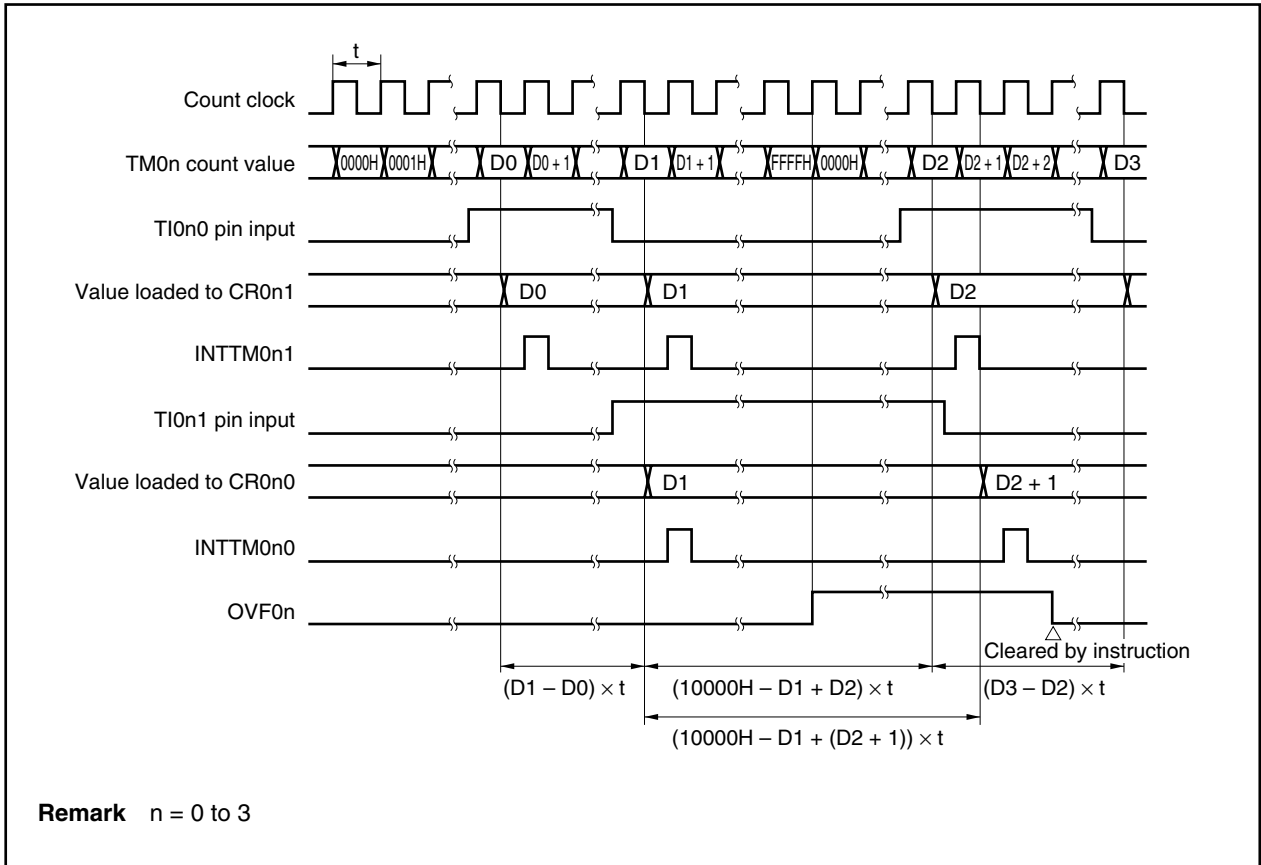 t
Count clock
TM0n count value 0000H 0001H D0 D0 + 1 D1 D1 + 1 FFFFH 0000H D2 D2 + 1 D2 + 2 D3
TI0n0 pin input
Value loaded to CR0n1 D0 D1 D2
INTTM0n1
TI0n1 pin input
Value loaded to CR0n0 D1 D2 + 1
INTTM0n0
OVF0n
Cleared by instruction
(D1 – D0) × t (10000H – D1 + D2) × t (D3 – D2) × t
(10000H – D1 + (D2 + 1)) × t
Remark n = 0 to 3